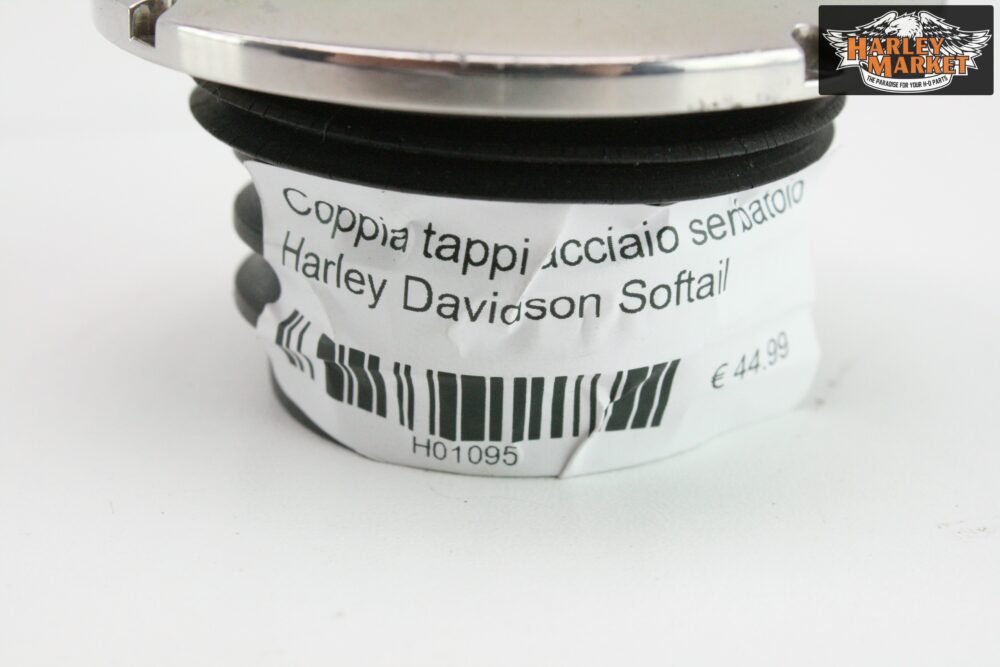 HARLEY
MARKET
THE PARADISE FOR YOUR H-D PARTS
Coppia tappi acciaio serbatoio
Harley Davidson Softail
€ 44.99
H01095